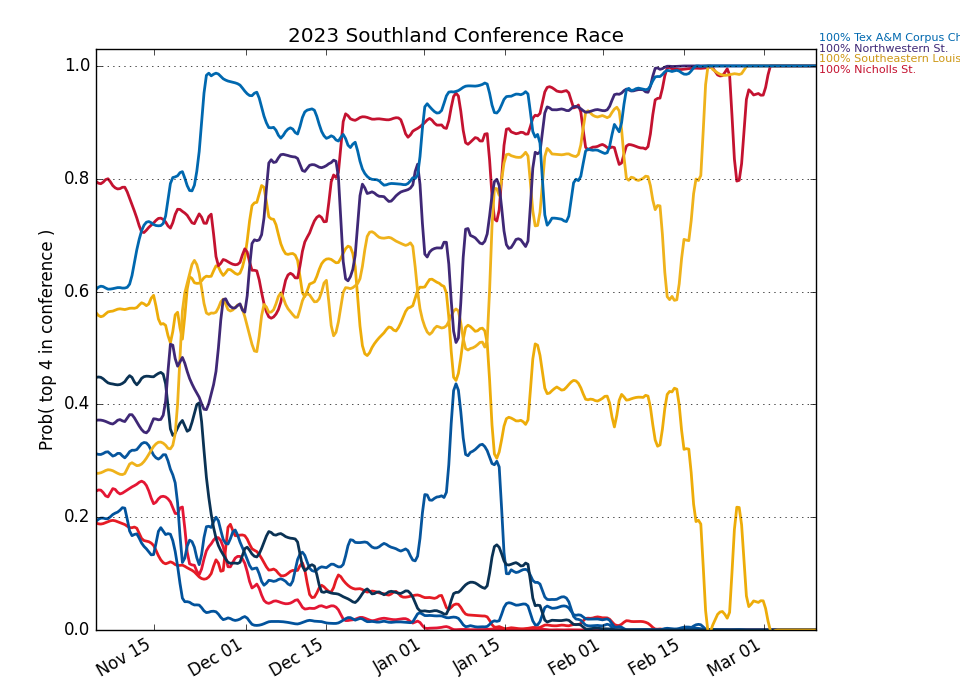 2023 Southland Conference Race
100% Tex A&M Corpus Ch
100% Northwestern St.
100% Southeastern Louis
100% Nicholls St.
Prob( top 4 in conference )
1.0
0.8
0.6
0.4
0.2
0.0
Nov 15
Dec 01
Dec 15
Jan 01
Jan 15
Feb 01
Feb 15
Mar 01